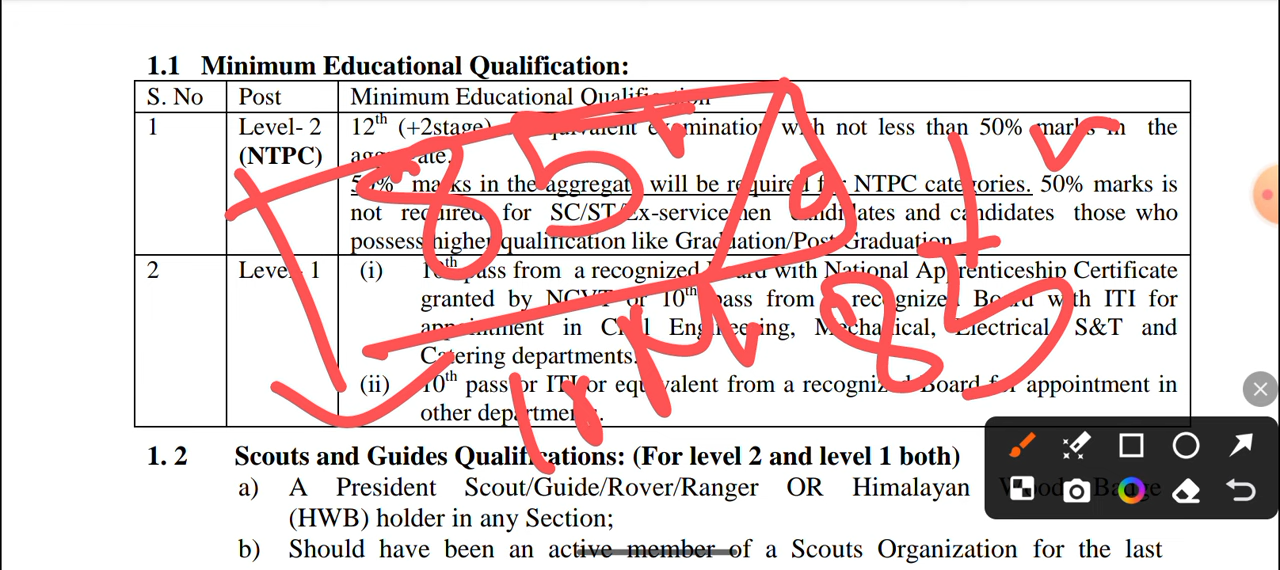 1.1 Minimum Educational Qualification:
S. No Post Minimum Educational Qualification
1 Level- 2 12th (+2stage) equivalent examination with not less than 50% marks in the
(NTPC) aggregate.
50% marks in the aggregate will be required for NTPC categories. 50% marks is
not required for SC/ST/Ex-servicemen candidates and candidates those who
possess higher qualification like Graduation/Post Graduation
2 Level 1 (i) 10th pass from a recognized Board with National Apprenticeship Certificate
granted by NCVT or 10th pass from recognized Board with ITI for
appointment in Civil Engineering, Mechanical, Electrical, S&T and
Catering departments.
(ii) 10th pass or ITI or equivalent from a recognized Board for appointment in
other departments.
1. 2 Scouts and Guides Qualifications: (For level 2 and level 1 both)
a) A President Scout/Guide/Rover/Ranger OR Himalayan Wood Badge
(HWB) holder in any Section;
b) Should have been an active member of a Scouts Organization for the last
85
85